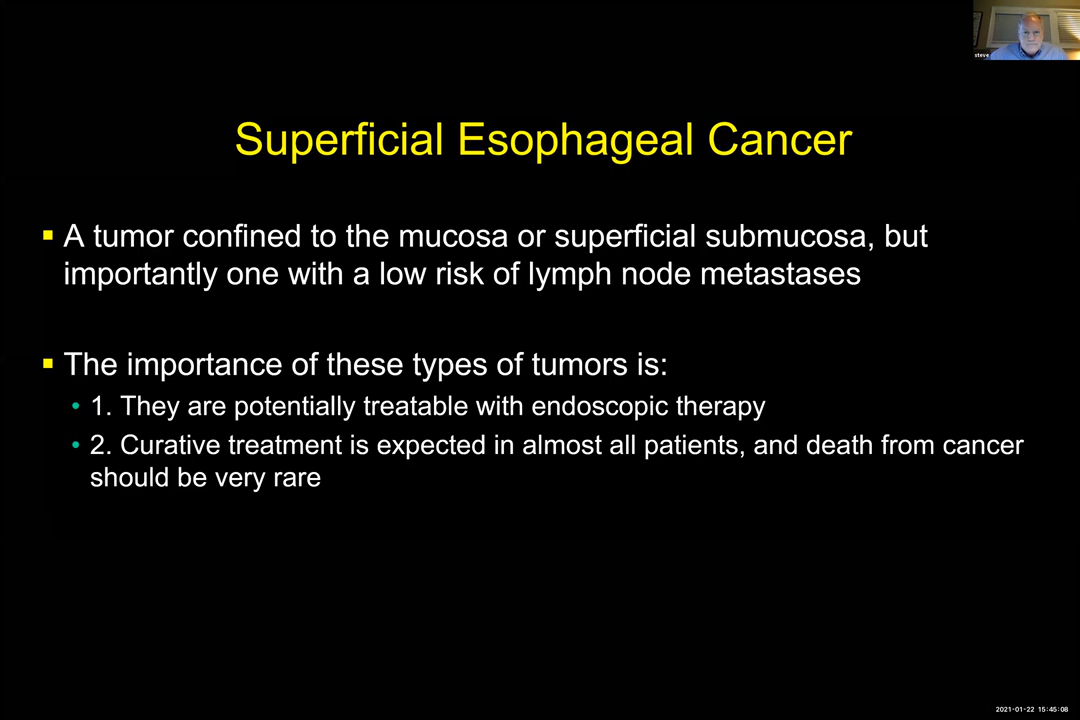 steve
Superficial Esophageal Cancer
▪ A tumor confined to the mucosa or superficial submucosa, but
importantly one with a low risk of lymph node metastases
▪ The importance of these types of tumors is:
• 1. They are potentially treatable with endoscopic therapy
• 2. Curative treatment is expected in almost all patients, and death from cancer
should be very rare
2021-01-22 15:45:08